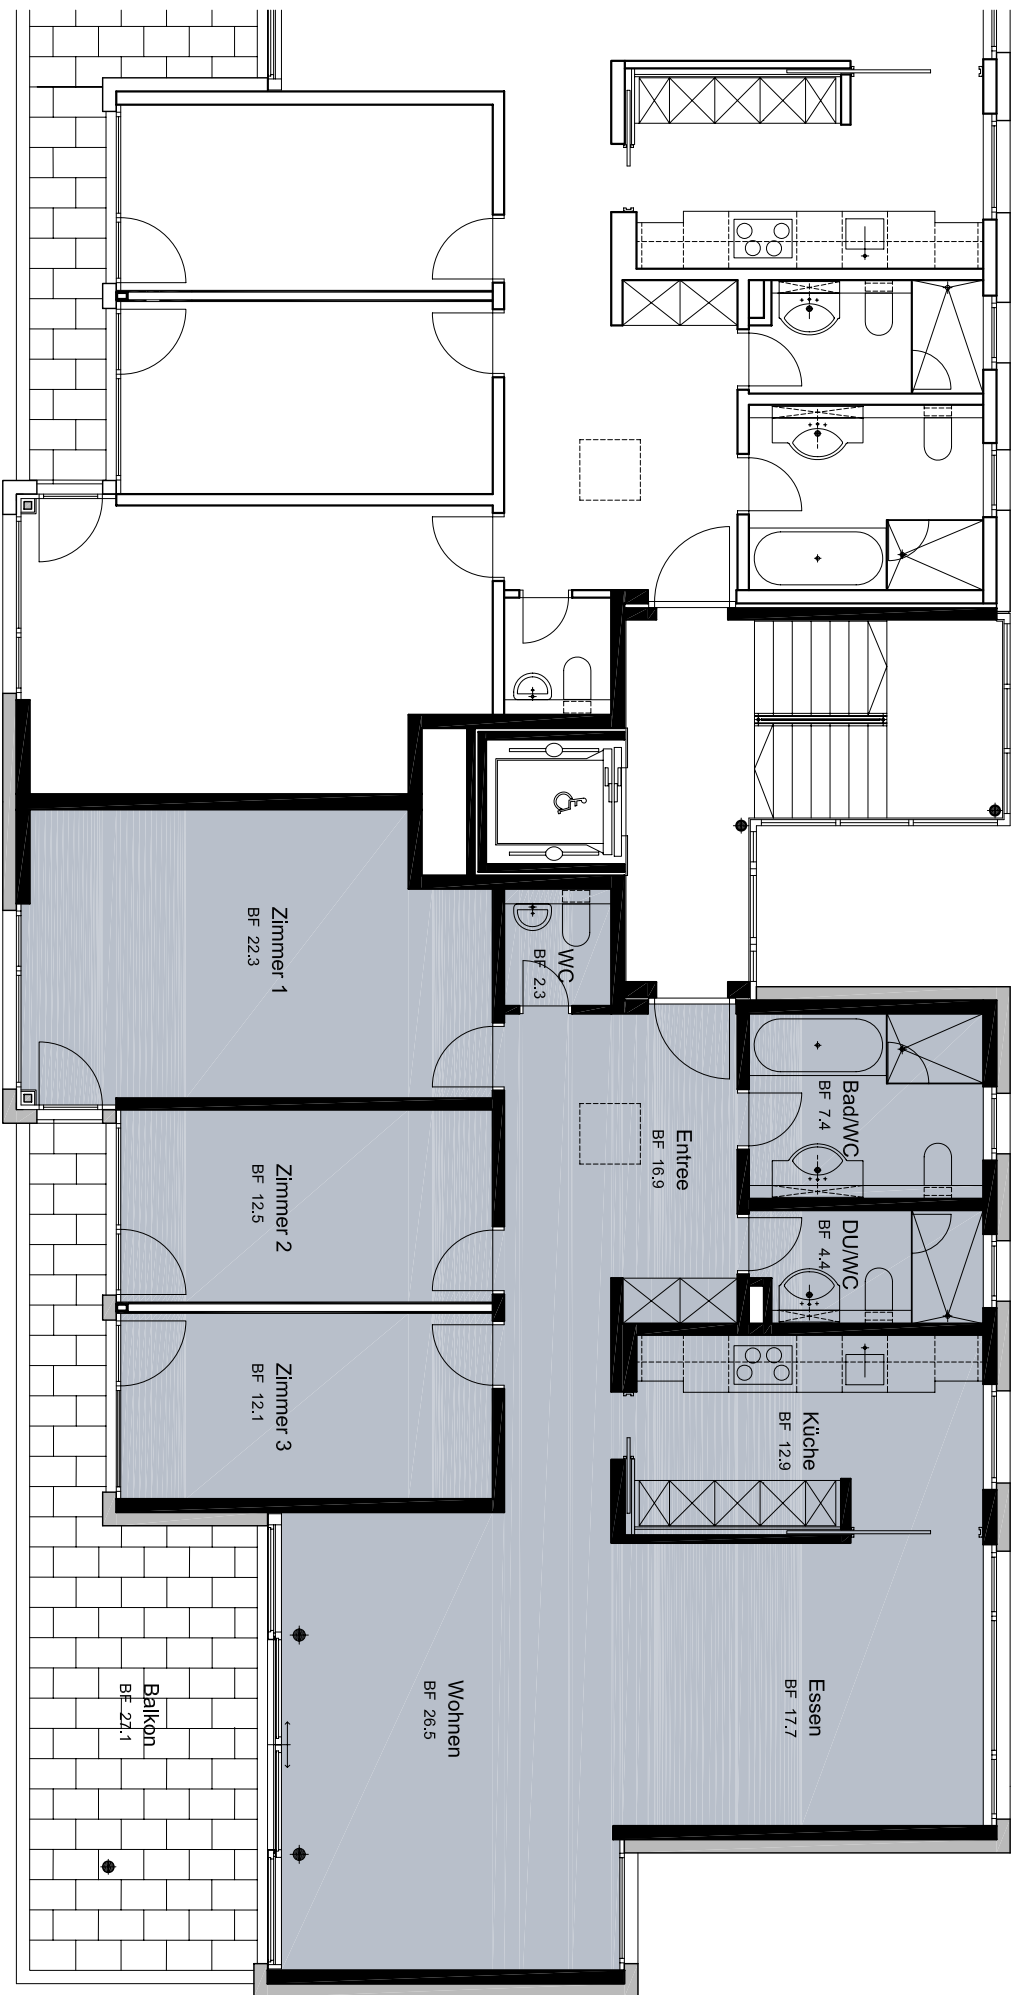 Zimmer 1
BF 22.3
WC
BF 2.3
Entree
BF 16.9
Bad/WC
BF 7.4
Zimmer 2
BF 12.5
DU/WC
BF 4.4
Zimmer 3
BF 12.1
Küche
BF 12.9
Balkon
BF 27.1
Wohnen
BF 26.5
Essen
BF 17.7